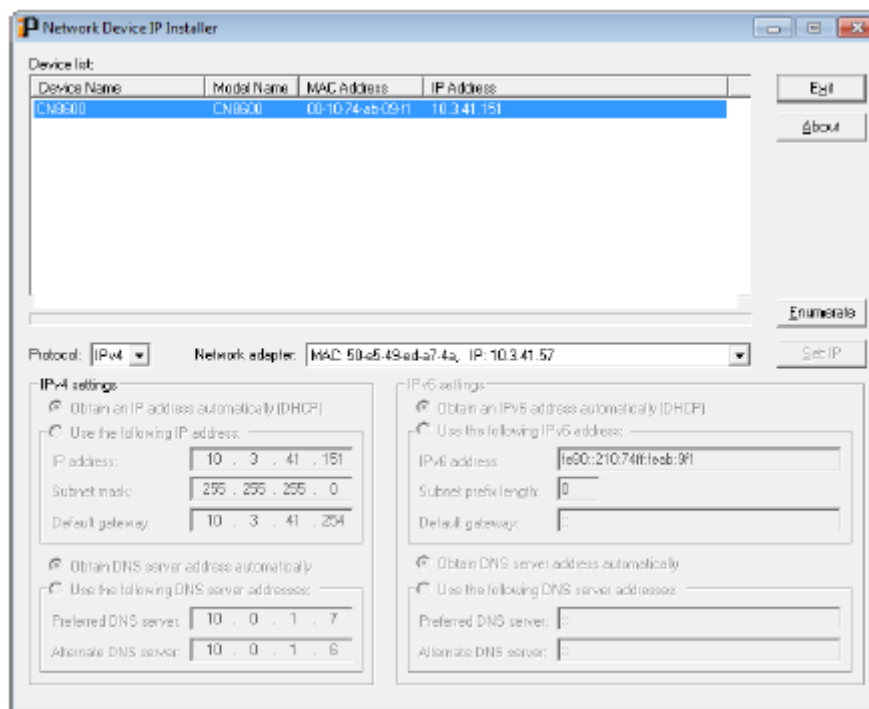 Network Device IP Installer
Device list:
Device Name Model Name MAC Address IP Address
CN8600 CN8600 00-10-74-ab-09-f1 10.3.41.151
Exit
About
Enumerate
Protocol: IPv4 Network adapter: MAC: 50-e5-49-ed-a7-4a, IP: 10.3.41.57
Set IP
IPv4 settings
Obtain an IP address automatically (DHCP)
Use the following IP address:
IP address: 10 . 3 . 41 . 151
Subnet mask: 255 . 255 . 255 . 0
Default gateway: 10 . 3 . 41 . 254
Obtain DNS server address automatically
Use the following DNS server addresses:
Preferred DNS server: 10 . 0 . 1 . 7
Alternate DNS server: 10 . 0 . 1 . 6
IPv6 settings
Obtain an IPv6 address automatically (DHCP)
Use the following IPv6 address:
IPv6 address: fe80::210:74ff:feab:9f1
Subnet prefix length: 0
Default gateway: ::
Obtain DNS server address automatically
Use the following DNS server addresses:
Preferred DNS server: ::
Alternate DNS server: ::